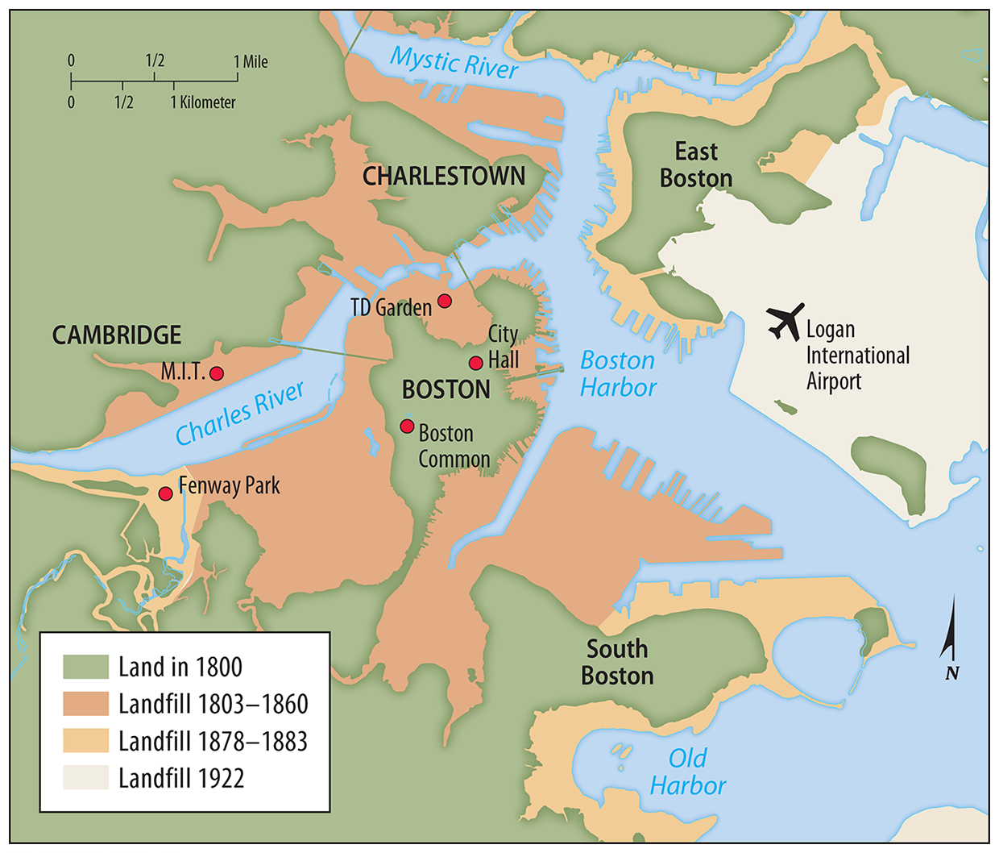 0 1/2 1 Mile
0 1/2 1 Kilometer
Mystic River
East
Boston
CHARLESTOWN
TD Garden
CAMBRIDGE
City
Hall
M.I.T.
Logan
International
Airport
Boston
Harbor
BOSTON
Charles River
Boston
Common
Fenway Park
South
Boston
N
Land in 1800
Landfill 1803–1860
Landfill 1878–1883
Landfill 1922
Old
Harbor